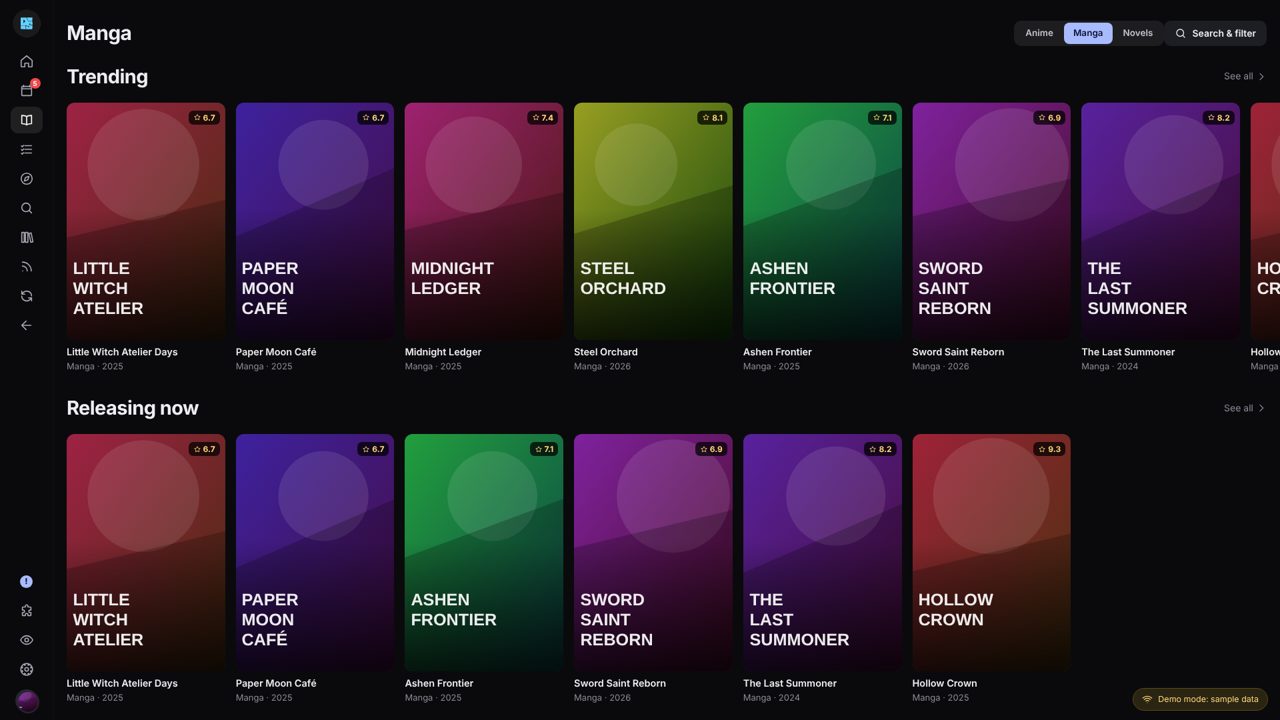 Manga
Anime
Manga
Novels
Search & filter
5
Trending
See all
6.7
LITTLE
WITCH
ATELIER
Little Witch Atelier Days
Manga · 2025
6.7
PAPER
MOON
CAFÉ
Paper Moon Café
Manga · 2025
7.4
MIDNIGHT
LEDGER
Midnight Ledger
Manga · 2025
8.1
STEEL
ORCHARD
Steel Orchard
Manga · 2026
7.1
ASHEN
FRONTIER
Ashen Frontier
Manga · 2025
6.9
SWORD
SAINT
REBORN
Sword Saint Reborn
Manga · 2026
8.2
THE
LAST
SUMMONER
The Last Summoner
Manga · 2024
HO
CR
Hollow
Manga · 2025
Releasing now
See all
6.7
LITTLE
WITCH
ATELIER
Little Witch Atelier Days
Manga · 2025
6.7
PAPER
MOON
CAFÉ
Paper Moon Café
Manga · 2025
7.1
ASHEN
FRONTIER
Ashen Frontier
Manga · 2025
6.9
SWORD
SAINT
REBORN
Sword Saint Reborn
Manga · 2026
8.2
THE
LAST
SUMMONER
The Last Summoner
Manga · 2024
9.3
HOLLOW
CROWN
Hollow Crown
Manga · 2025
Demo mode: sample data